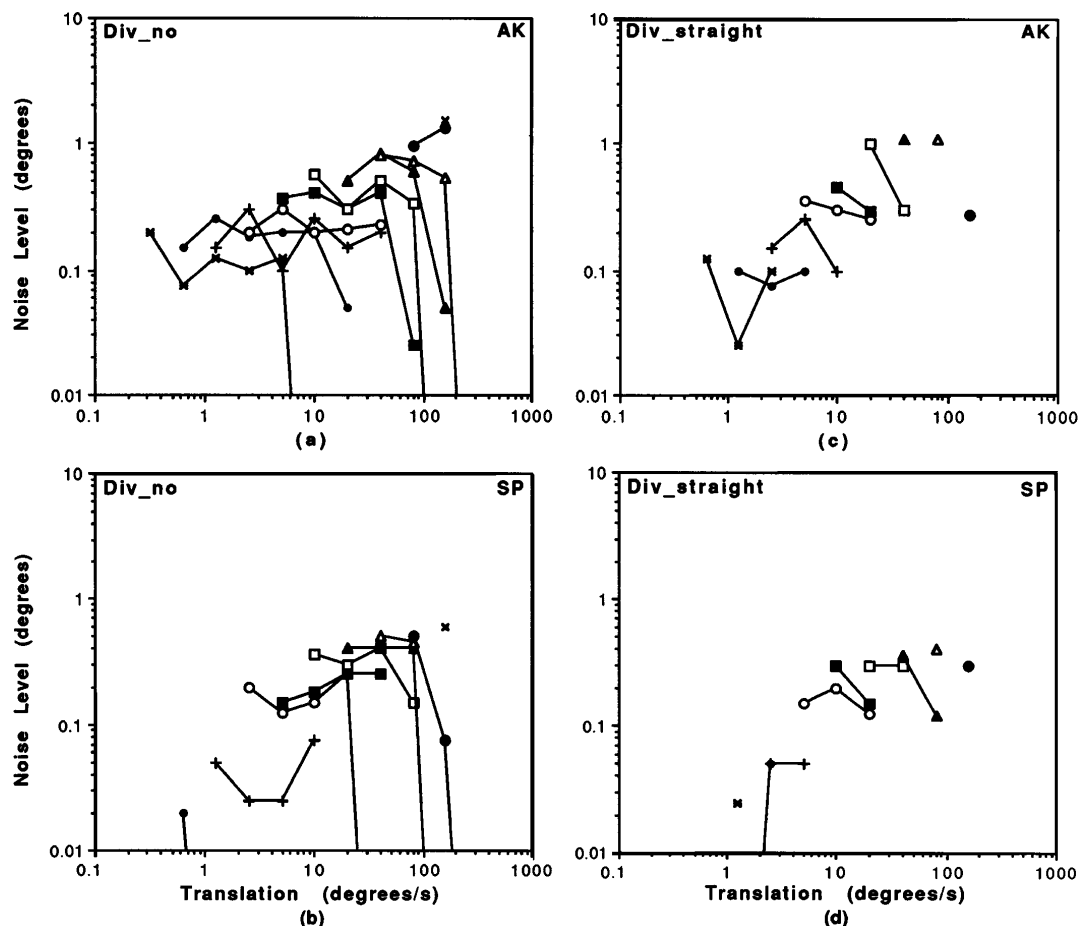 Div_no AK
Noise Level (degrees)
10
1
0.1
0.01
0.1 1 10 100 1000
(a)
Div_straight AK
10
1
0.1
0.01
0.1 1 10 100 1000
(c)
Div_no SP
Noise Level (degrees)
10
1
0.1
0.01
0.1 1 10 100 1000
Translation (degrees/s)
(b)
Div_straight SP
10
1
0.1
0.01
0.1 1 10 100 1000
Translation (degrees/s)
(d)